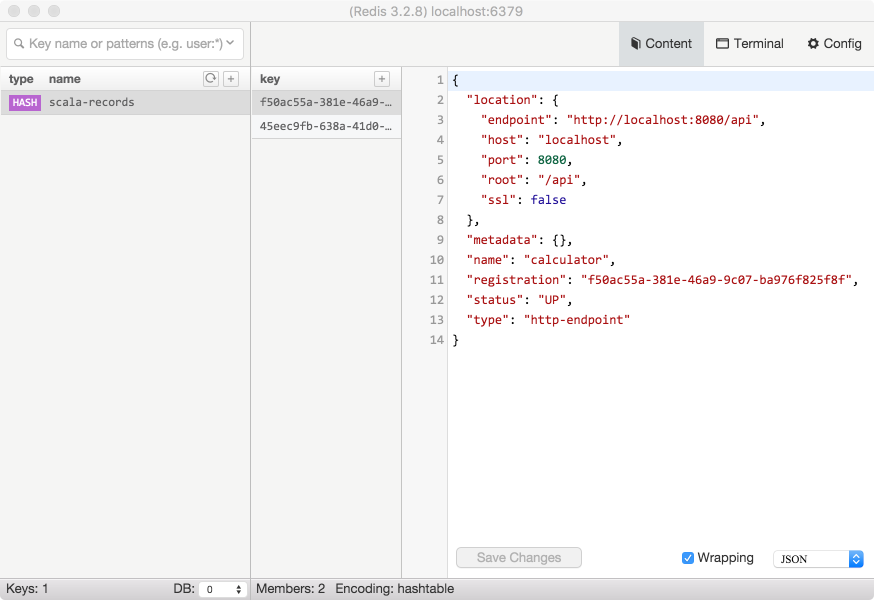 (Redis 3.2.8) localhost:6379
Key name or patterns (e.g. user:*)
Content
Terminal
Config
type name
key
HASH scala-records
f50ac55a-381e-46a9-…
45eec9fb-638a-41d0-…
1 {
2 "location": {
3 "endpoint": "http://localhost:8080/api",
4 "host": "localhost",
5 "port": 8080,
6 "root": "/api",
7 "ssl": false
8 },
9 "metadata": {},
10 "name": "calculator",
11 "registration": "f50ac55a-381e-46a9-9c07-ba976f825f8f",
12 "status": "UP",
13 "type": "http-endpoint"
14 }
Save Changes
Wrapping
JSON
Keys: 1
DB: 0
Members: 2 Encoding: hashtable